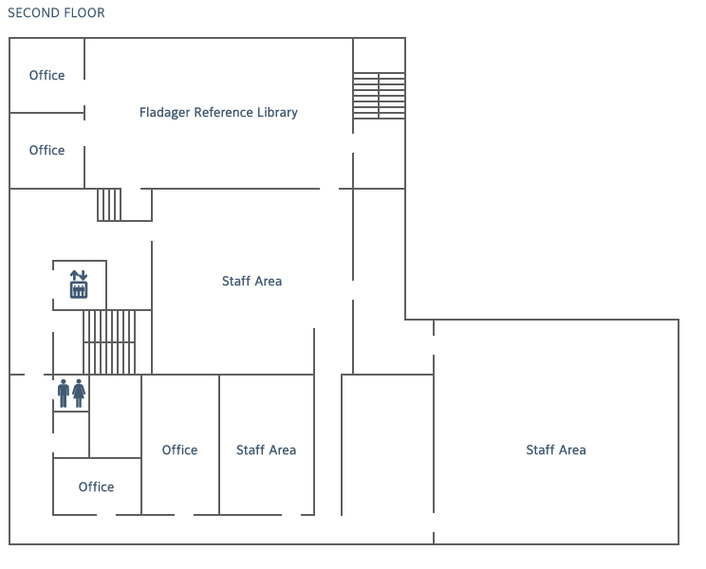 SECOND FLOOR
Office
Fladager Reference Library
Office
Staff Area
Office
Staff Area
Staff Area
Office